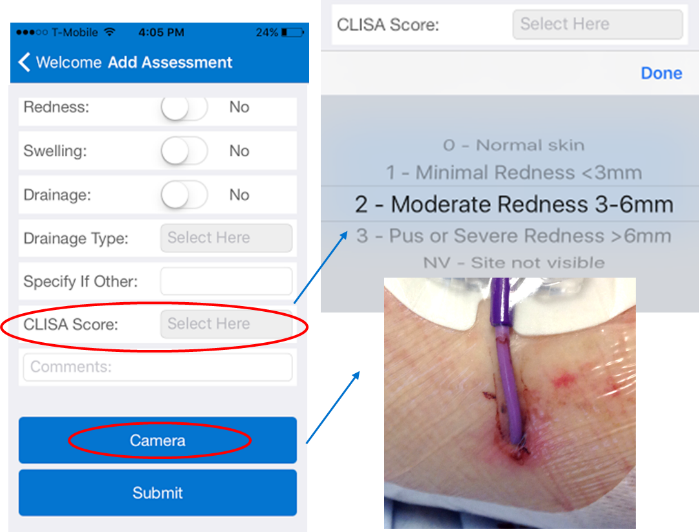 T-Mobile 4:05 PM 24%
Welcome Add Assessment
Redness: No
Swelling: No
Drainage: No
Drainage Type: Select Here
Specify If Other:
CLISA Score: Select Here
Comments:
Camera
Submit
CLISA Score: Select Here
Done
0 - Normal skin
1 - Minimal Redness <3mm
2 - Moderate Redness 3-6mm
3 - Pus or Severe Redness >6mm
NV - Site not visible